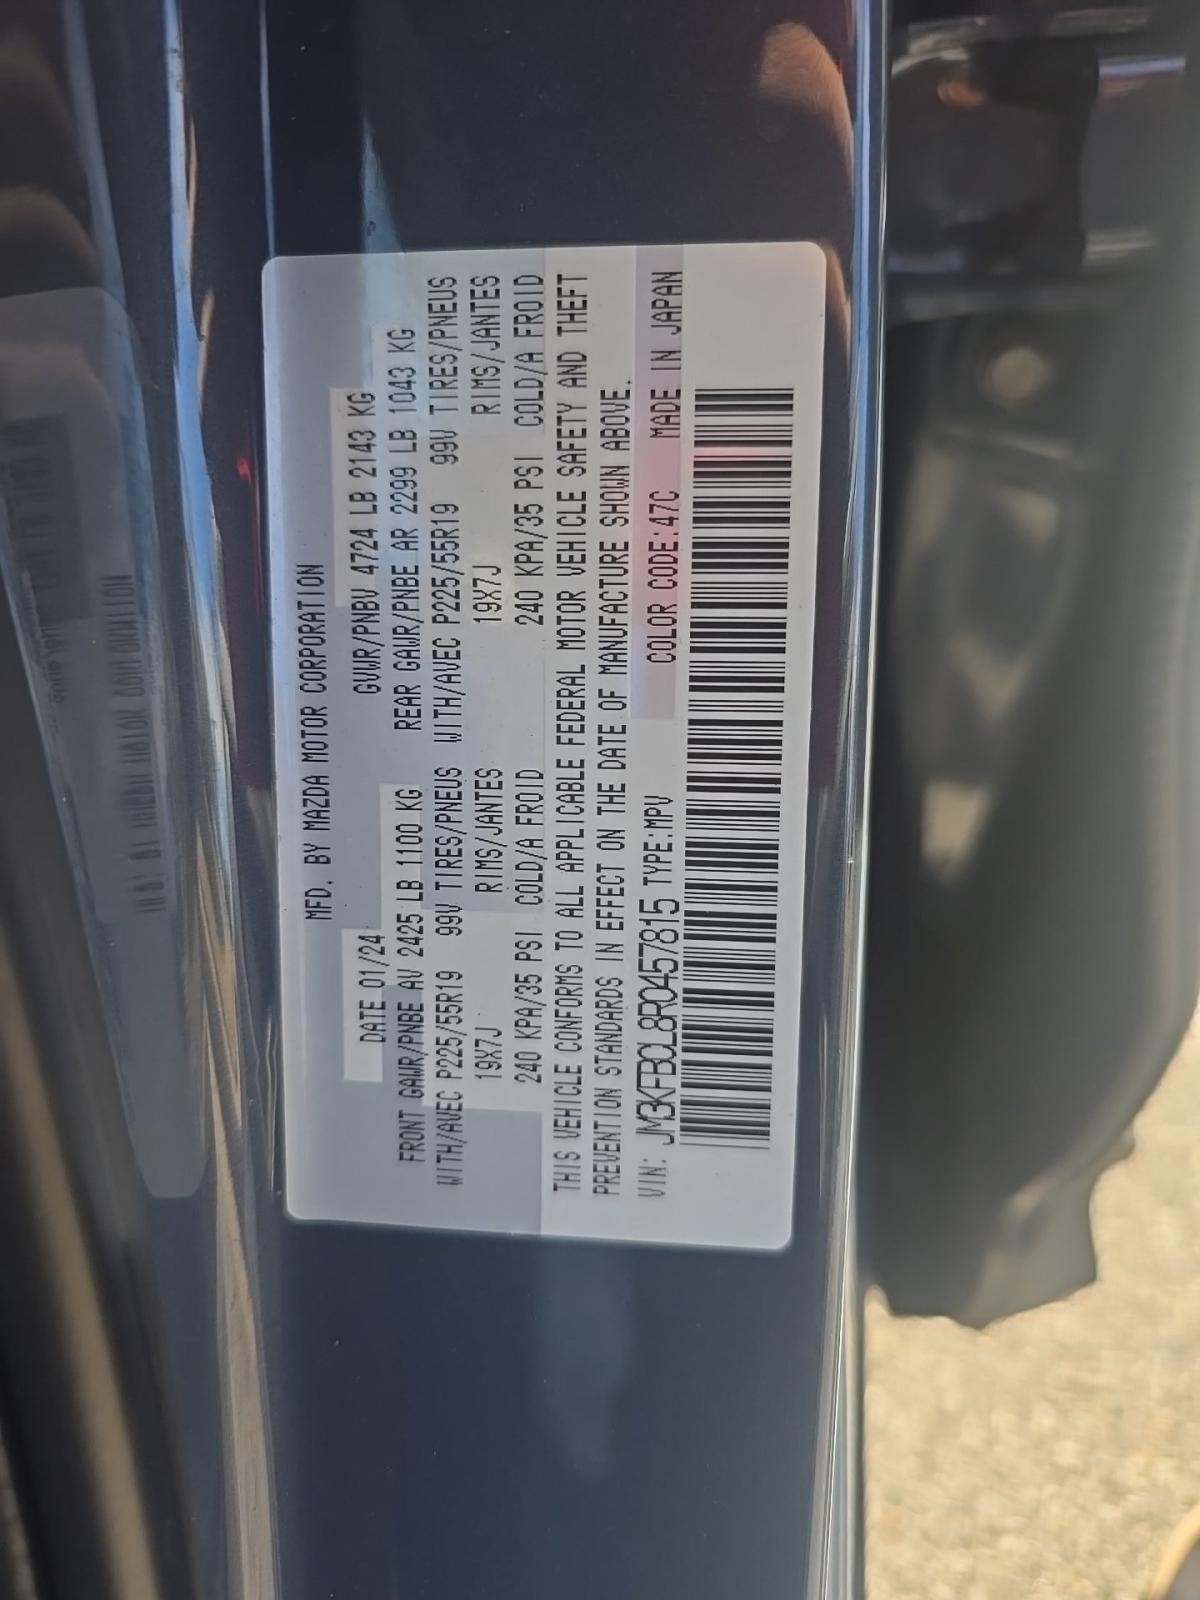 MFD. BY MAZDA MOTOR CORPORATION
DATE 01/24 GVWR/PNBV 4724 LB 2143 KG
FRONT GAWR/PNBE AV 2425 LB 1100 KG REAR GAWR/PNBE AR 2299 LB 1043 KG
WITH/AVEC P225/55R19 99V TIRES/PNEUS WITH/AVEC P225/55R19 99V TIRES/PNEUS
19X7J RIMS/JANTES 19X7J RIMS/JANTES
240 KPA/35 PSI COLD/A FROID 240 KPA/35 PSI COLD/A FROID
THIS VEHICLE CONFORMS TO ALL APPLICABLE FEDERAL MOTOR VEHICLE SAFETY AND THEFT
PREVENTION STANDARDS IN EFFECT ON THE DATE OF MANUFACTURE SHOWN ABOVE.
VIN: JM3KFBCL8R0457815 TYPE:MPV COLOR CODE:47C MADE IN JAPAN